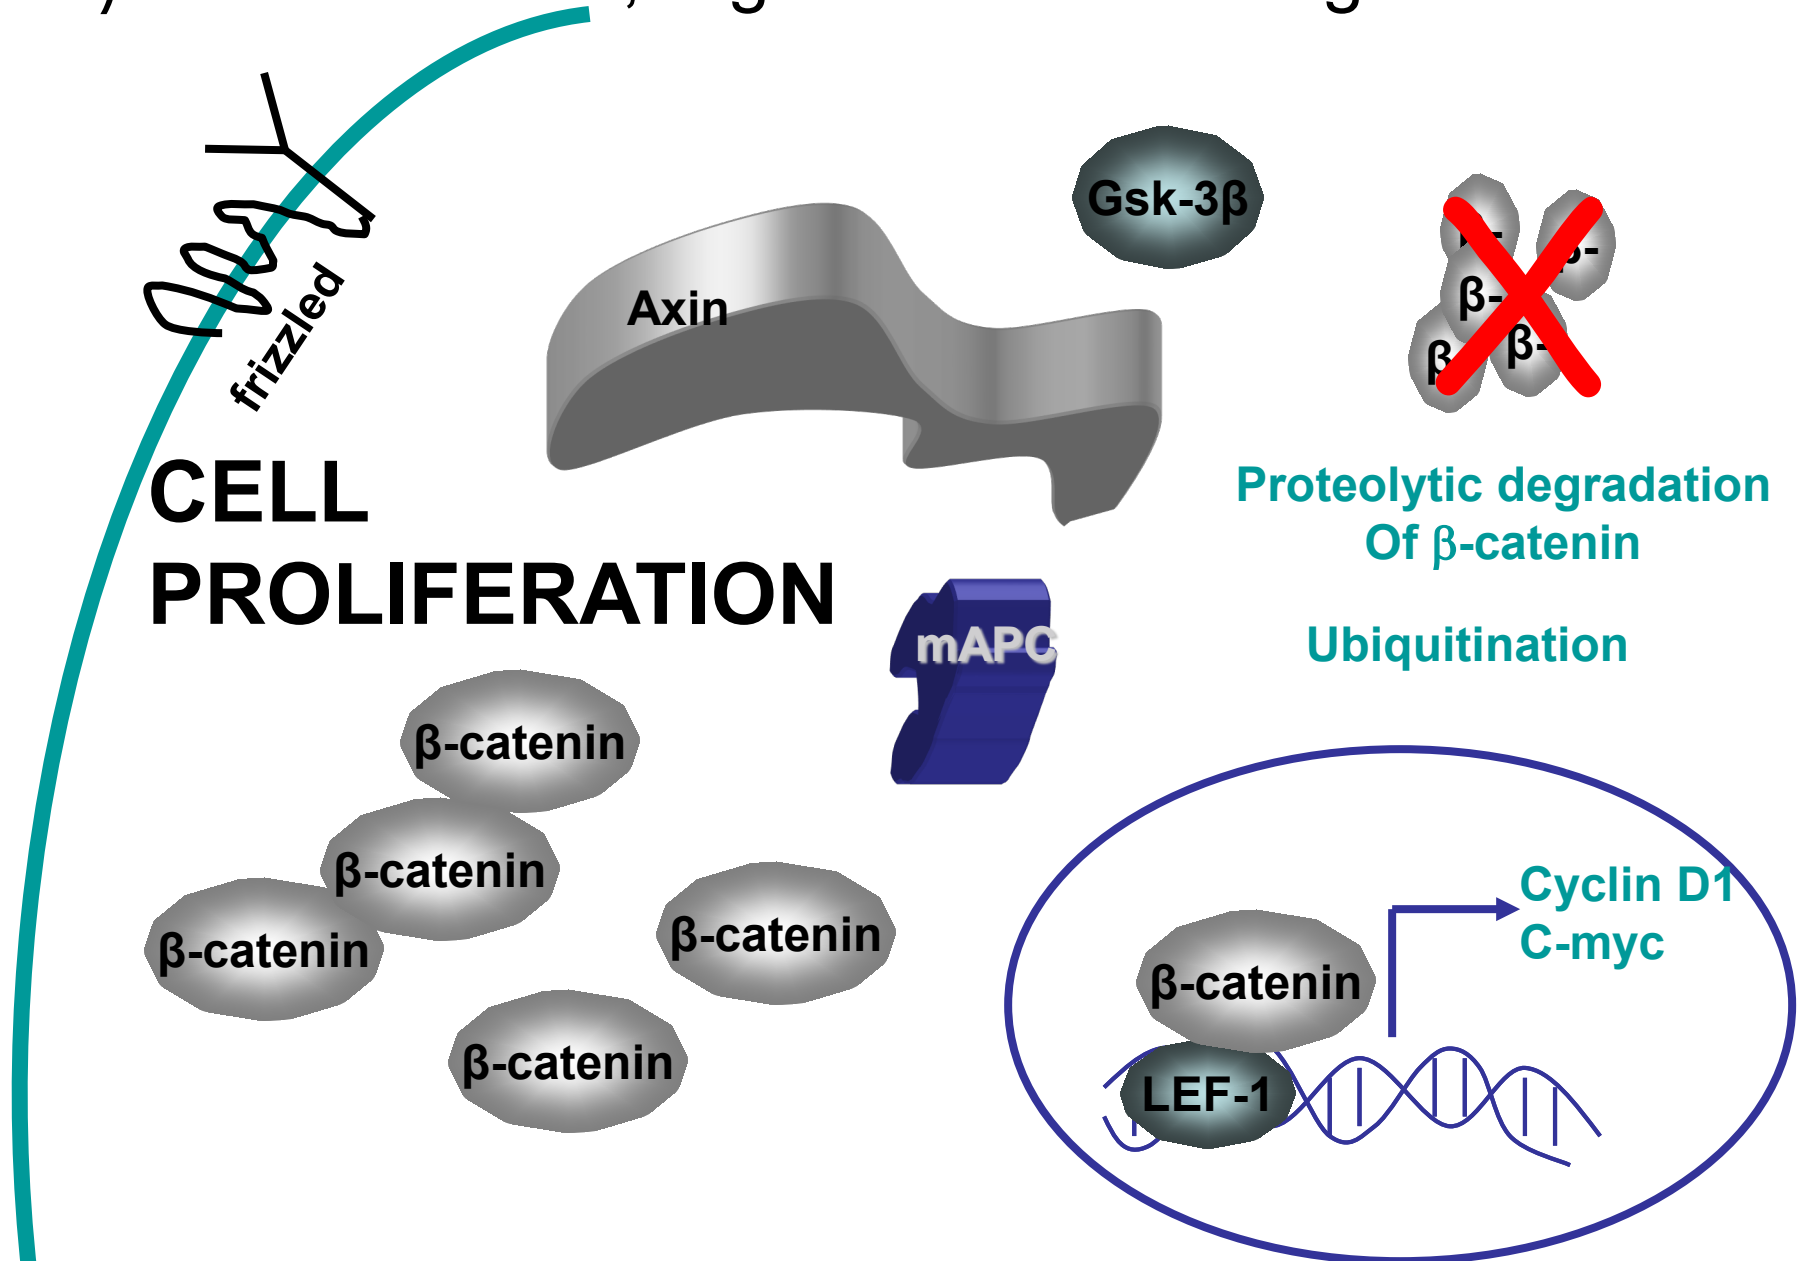 Gsk-3β
Axin
frizzled
β-
β-
β-
β
Proteolytic degradation
Of β-catenin
Ubiquitination
CELL
PROLIFERATION
mAPC
β-catenin
β-catenin
β-catenin
β-catenin
β-catenin
Cyclin D1
C-myc
β-catenin
LEF-1